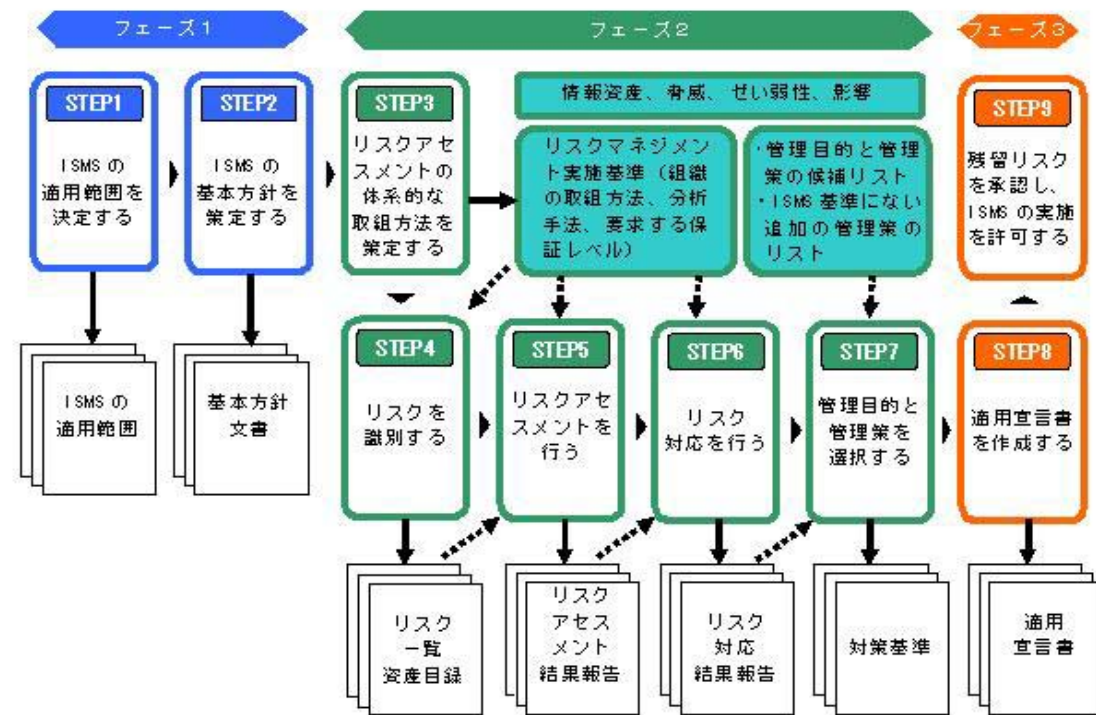 フェーズ1
フェーズ2
フェーズ3
STEP1
ISMSの
適用範囲を
決定する
STEP2
ISMSの
基本方針を
策定する
STEP3
リスクアセ
スメントの
体系的な
取組方法を
策定する
情報資産、脅威、ぜい弱性、影響
リスクマネジメン
ト実施基準（組織
の取組方法、分析
手法、要求する保
証レベル）
・管理目的と管理
策の候補リスト
・ISMS基準にない
追加の管理策の
リスト
STEP9
残留リスク
を承認し、
ISMSの実施
を許可する
STEP4
リスクを
識別する
STEP5
リスクアセ
スメントを
行う
STEP6
リスク
対応を行う
STEP7
管理目的と
管理策を
選択する
STEP8
適用宣言書
を作成する
ISMSの
適用範囲
基本方針
文書
リスク
一覧
資産目録
リスク
アセス
メント
結果報告
リスク
対応
結果報告
対策基準
適用
宣言書